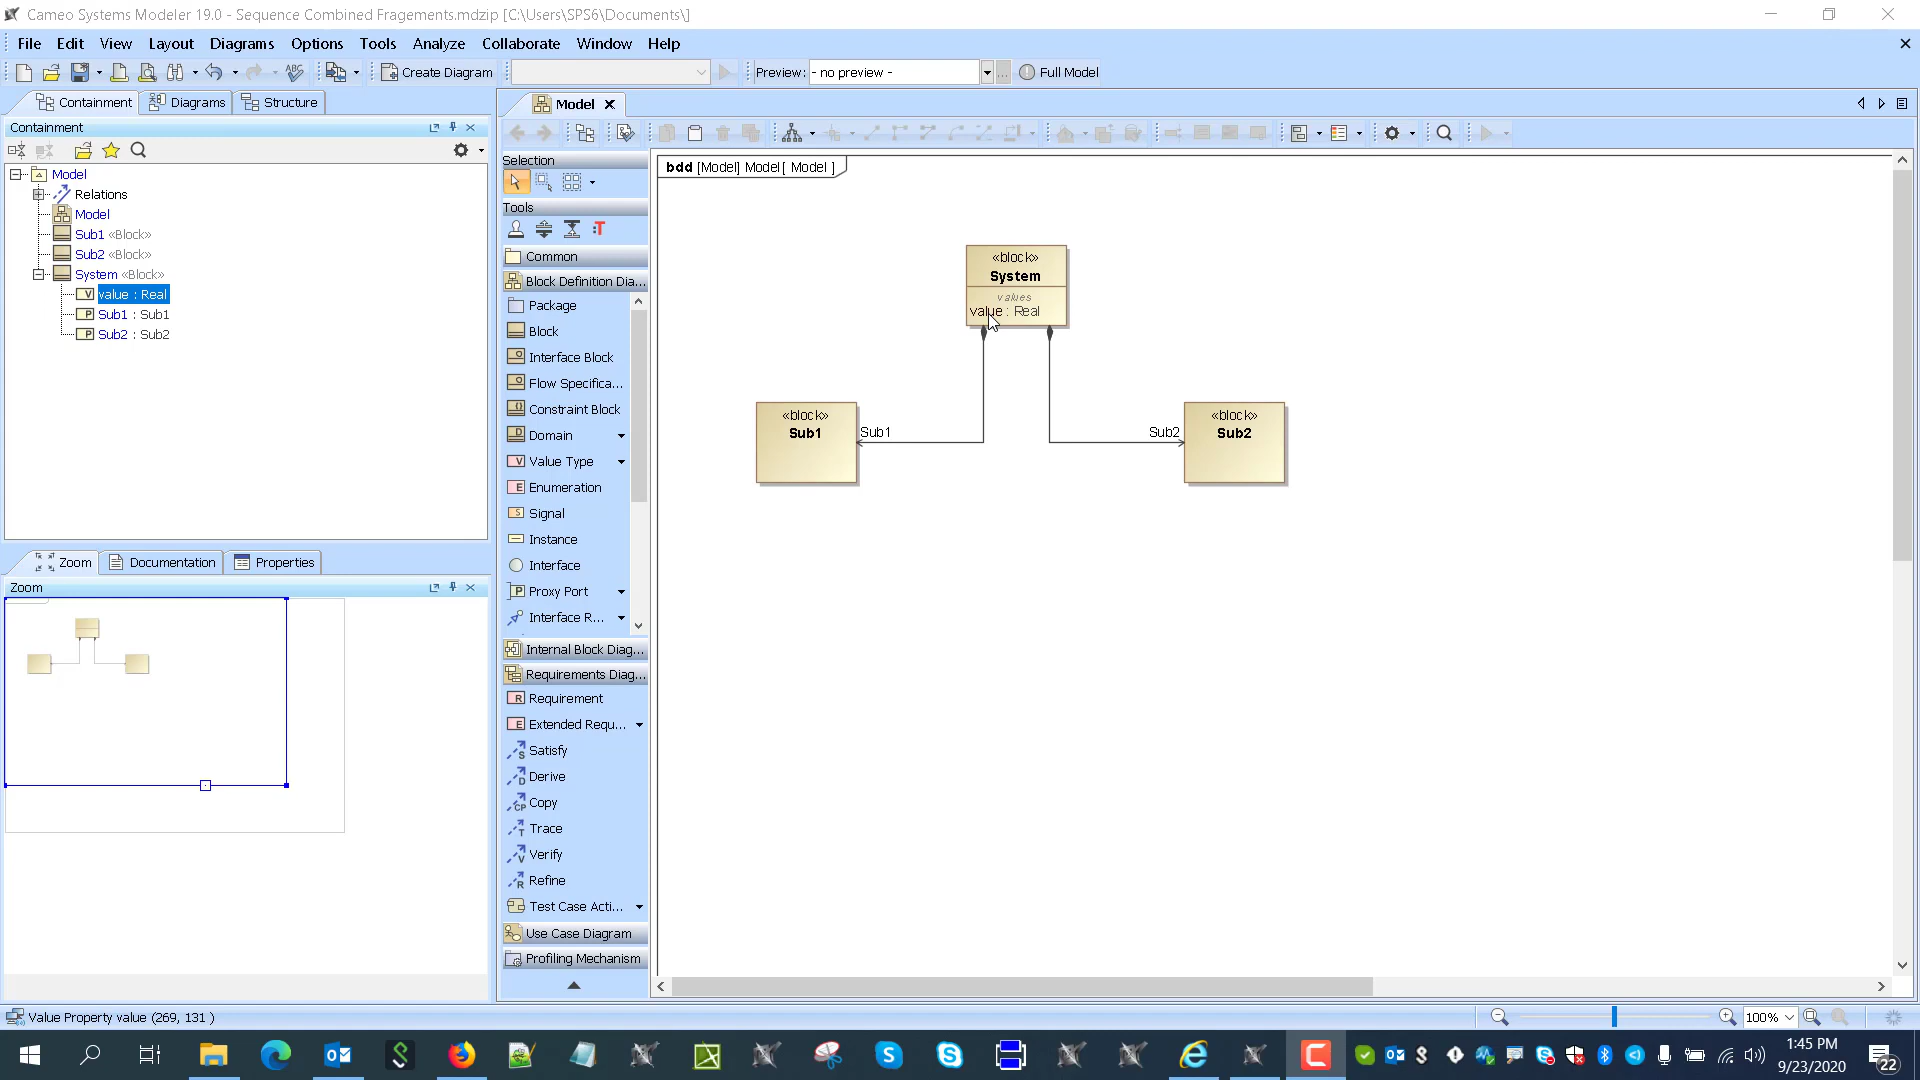 Cameo Systems Modeler 19.0 - Sequence Combined Fragements.mdzip [C:\Users\SPS6\Documents\]
File Edit View Layout Diagrams Options Tools Analyze Collaborate Window Help
Create Diagram
Preview: - no preview - ... Full Model
Containment Diagrams Structure
Model
Containment
Model
Relations
Model
Sub1 «Block»
Sub2 «Block»
System «Block»
value : Real
Sub1 : Sub1
Sub2 : Sub2
Zoom Documentation Properties
Zoom
Selection
Tools
Common
Block Definition Dia...
Package
Block
Interface Block
Flow Specifica...
Constraint Block
Domain
Value Type
Enumeration
Signal
Instance
Interface
Proxy Port
Interface R...
Internal Block Diag...
Requirements Diag...
Requirement
Extended Requ...
Satisfy
Derive
Copy
Trace
Verify
Refine
Test Case Acti...
Use Case Diagram
Profiling Mechanism
bdd [Model] Model[ Model ]
«block»
System
values
value : Real
«block»
Sub1
Sub1
Sub2
«block»
Sub2
Value Property value (269, 131 )
100%
1:45 PM
9/23/2020
22